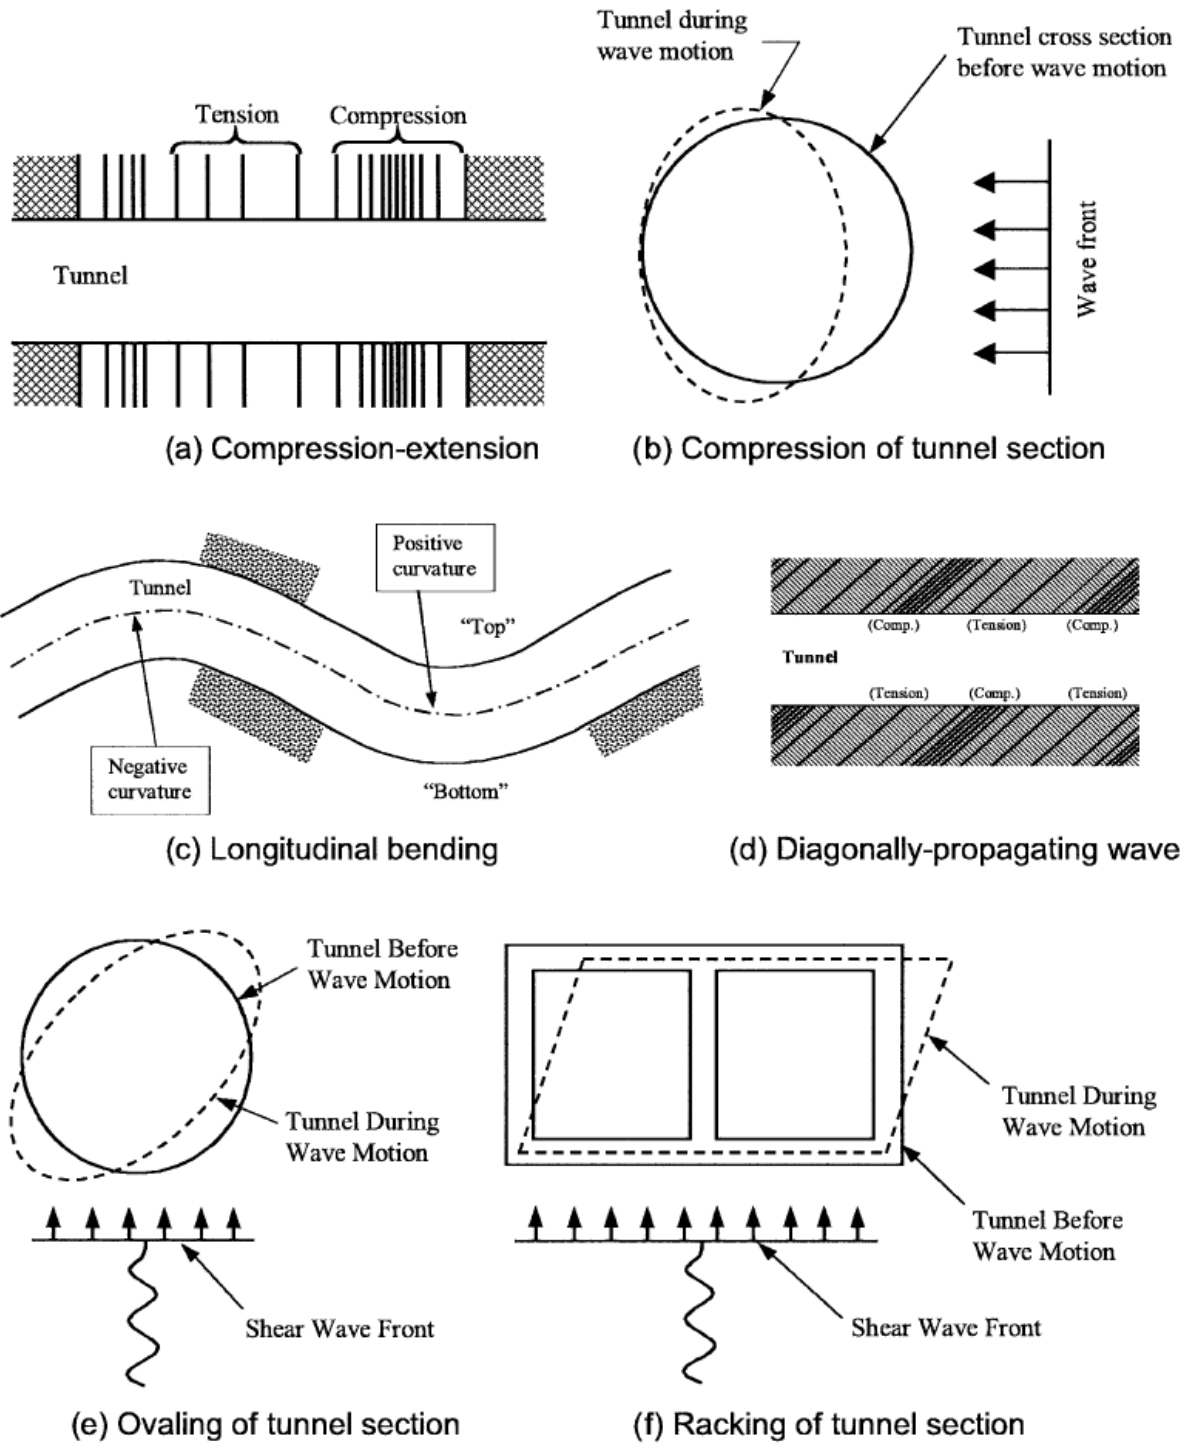 Tension
Compression
Tunnel
(a) Compression-extension
Tunnel during
wave motion
Tunnel cross section
before wave motion
Wave front
(b) Compression of tunnel section
Tunnel
Positive
curvature
“Top”
Negative
curvature
“Bottom”
(c) Longitudinal bending
(Comp.) (Tension) (Comp.)
Tunnel
(Tension) (Comp.) (Tension)
(d) Diagonally-propagating wave
Tunnel Before
Wave Motion
Tunnel During
Wave Motion
Shear Wave Front
(e) Ovaling of tunnel section
Tunnel During
Wave Motion
Tunnel Before
Wave Motion
Shear Wave Front
(f) Racking of tunnel section